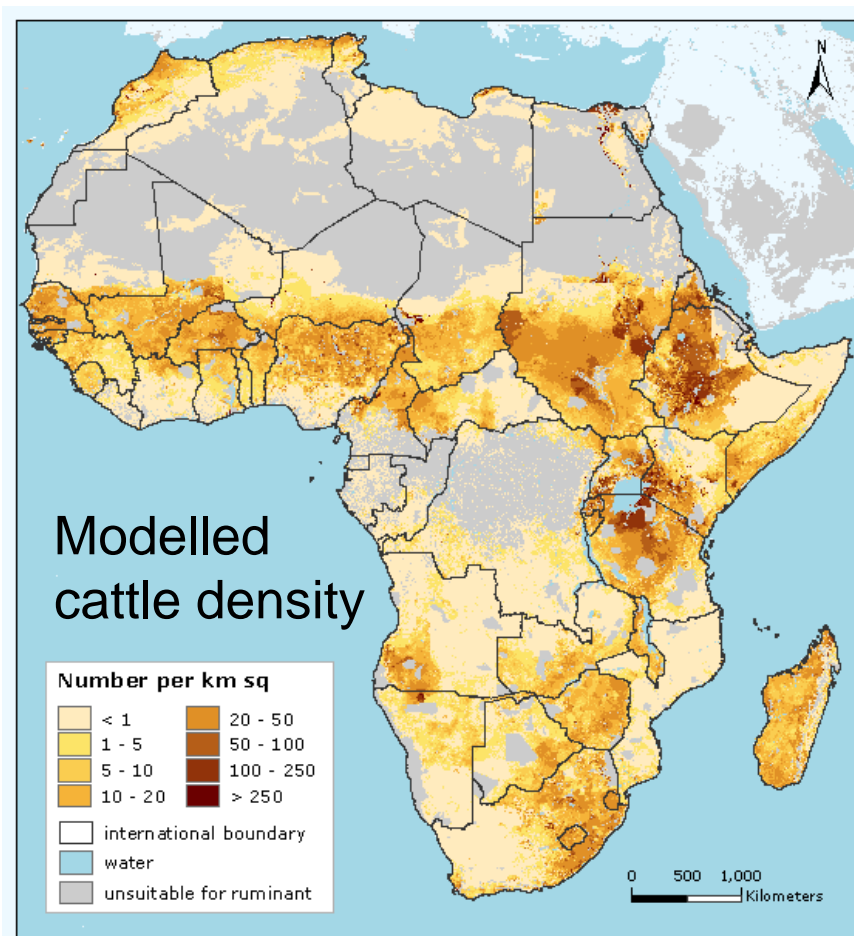 N
Modelled
cattle density
Number per km sq
< 1
1 - 5
5 - 10
10 - 20
20 - 50
50 - 100
100 - 250
> 250
international boundary
water
unsuitable for ruminant
0 500 1,000
Kilometers